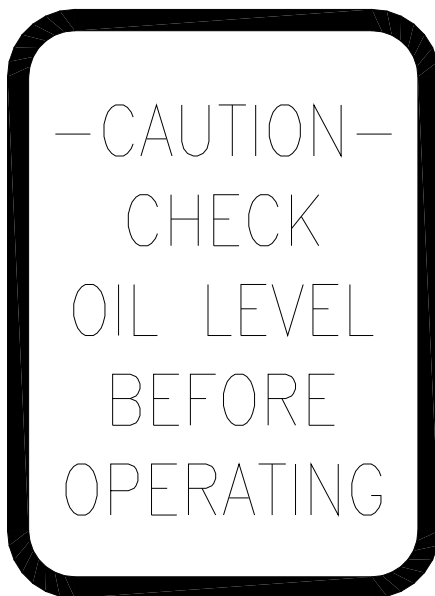 -CAUTION-
CHECK
OIL LEVEL
BEFORE
OPERATING